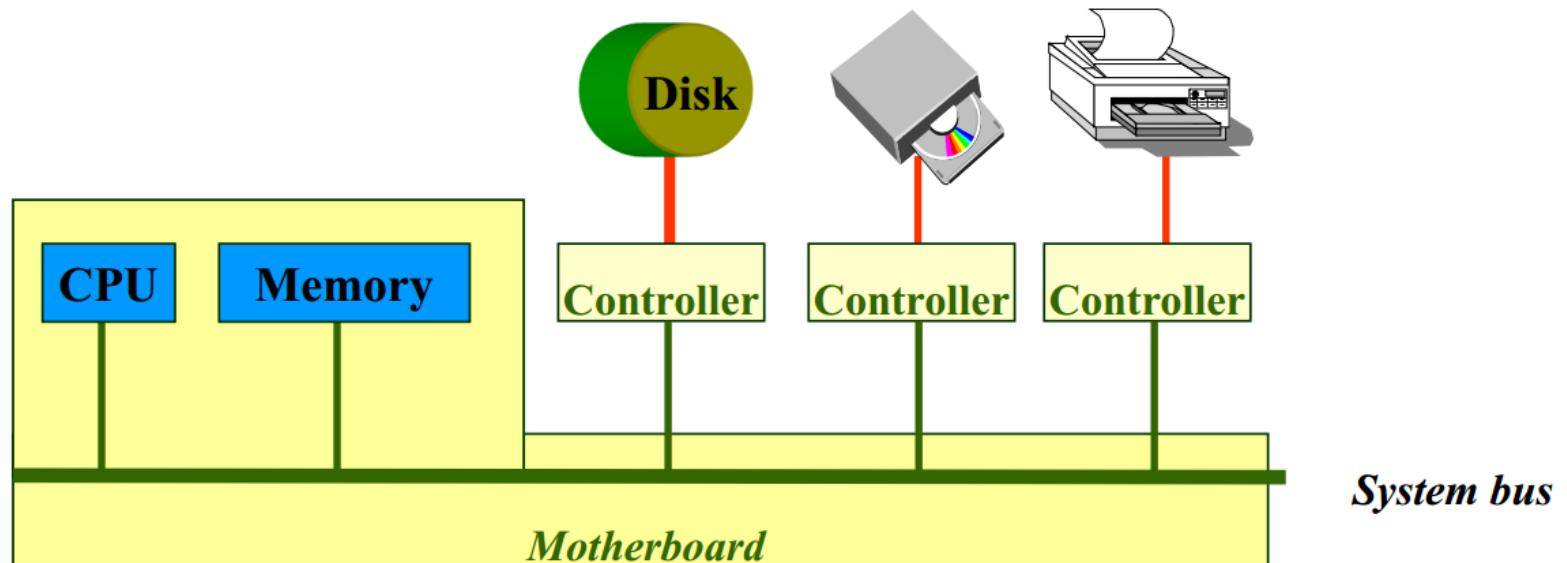 Disk
CPU
Memory
Controller
Controller
Controller
System bus
Motherboard